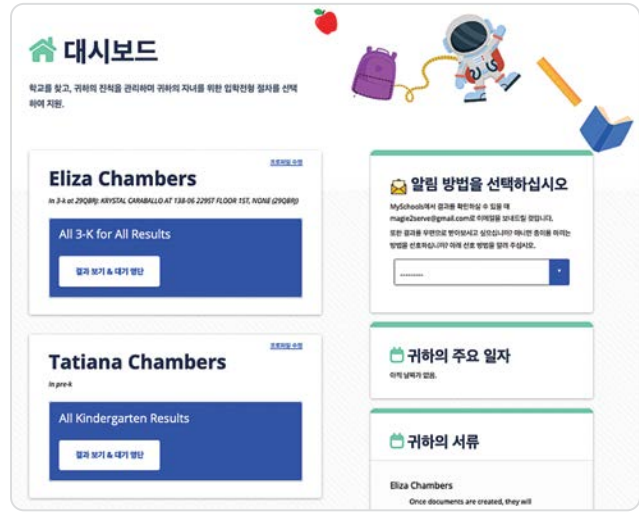 대시보드
학교를 찾고, 귀하의 진척을 관리하며 귀하의 자녀를 위한 입학전형 절차를 선택
하여 지원.
프로파일 수정
Eliza Chambers
In 3-k at 29QBRJ: KRYSTAL CARABALLO AT 138-06 229ST FLOOR 1ST, NONE (29QBRJ)
All 3-K for All Results
결과 보기 & 대기 명단
프로파일 수정
Tatiana Chambers
In pre-k
All Kindergarten Results
결과 보기 & 대기 명단
알림 방법을 선택하십시오
MySchools에서 결과를 확인하실 수 있을 때
magie2serve@gmail.com로 이메일을 보내드릴 것입니다.
또한 결과를 우편으로 받아보시고 싶으십니까? 아니면 종이를 아끼는
방법을 선호하십니까? 아래 선호 방법을 알려 주십시오.
---------
귀하의 주요 일자
아직 날짜가 없음.
귀하의 서류
Eliza Chambers
Once documents are created, they will